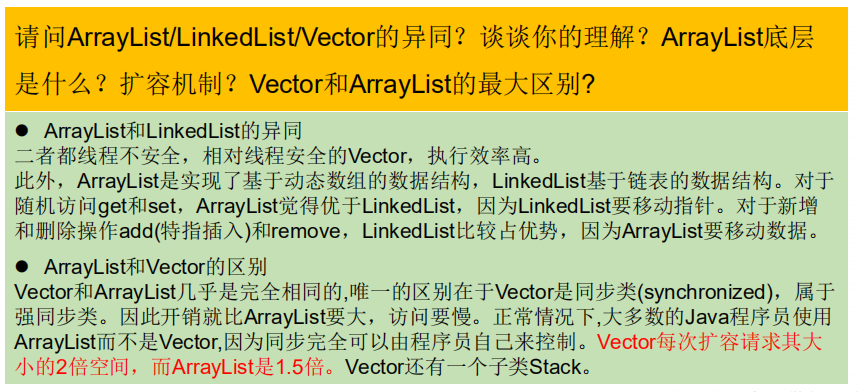 请问ArrayList/LinkedList/Vector的异同？谈谈你的理解？ArrayList底层
是什么？扩容机制？Vector和ArrayList的最大区别?
● ArrayList和LinkedList的异同
二者都线程不安全，相对线程安全的Vector，执行效率高。
此外，ArrayList是实现了基于动态数组的数据结构，LinkedList基于链表的数据结构。对于
随机访问get和set，ArrayList觉得优于LinkedList，因为LinkedList要移动指针。对于新增
和删除操作add(特指插入)和remove，LinkedList比较占优势，因为ArrayList要移动数据。
● ArrayList和Vector的区别
Vector和ArrayList几乎是完全相同的,唯一的区别在于Vector是同步类(synchronized)，属于
强同步类。因此开销就比ArrayList要大，访问要慢。正常情况下,大多数的Java程序员使用
ArrayList而不是Vector,因为同步完全可以由程序员自己来控制。Vector每次扩容请求其大
小的2倍空间，而ArrayList是1.5倍。Vector还有一个子类Stack。